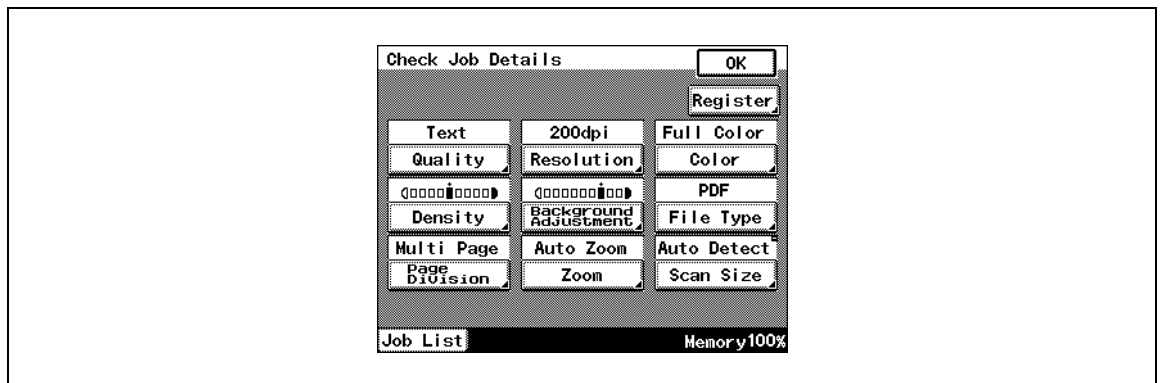 Check Job Details OK
Register
Text 200dpi Full Color
Quality Resolution Color
PDF
Density Background Adjustment File Type
Multi Page Auto Zoom Auto Detect
Page Division Zoom Scan Size
Job List Memory100%